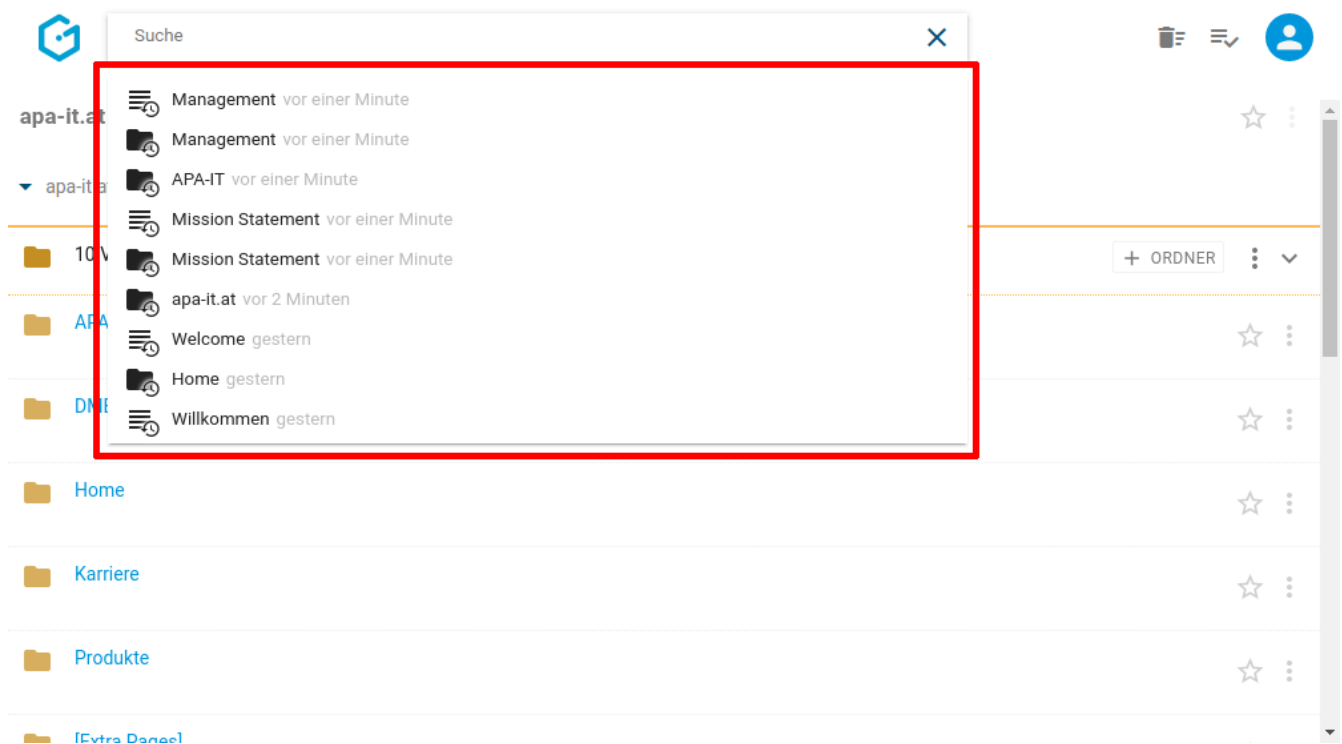 Suche
Management vor einer Minute
apa-it.at
Management vor einer Minute
APA-IT vor einer Minute
apa-it.a
Mission Statement vor einer Minute
10 V
Mission Statement vor einer Minute
+ ORDNER
apa-it.at vor 2 Minuten
APA
Welcome gestern
Home gestern
Willkommen gestern
Home
Karriere
Produkte
[Extra Pages]